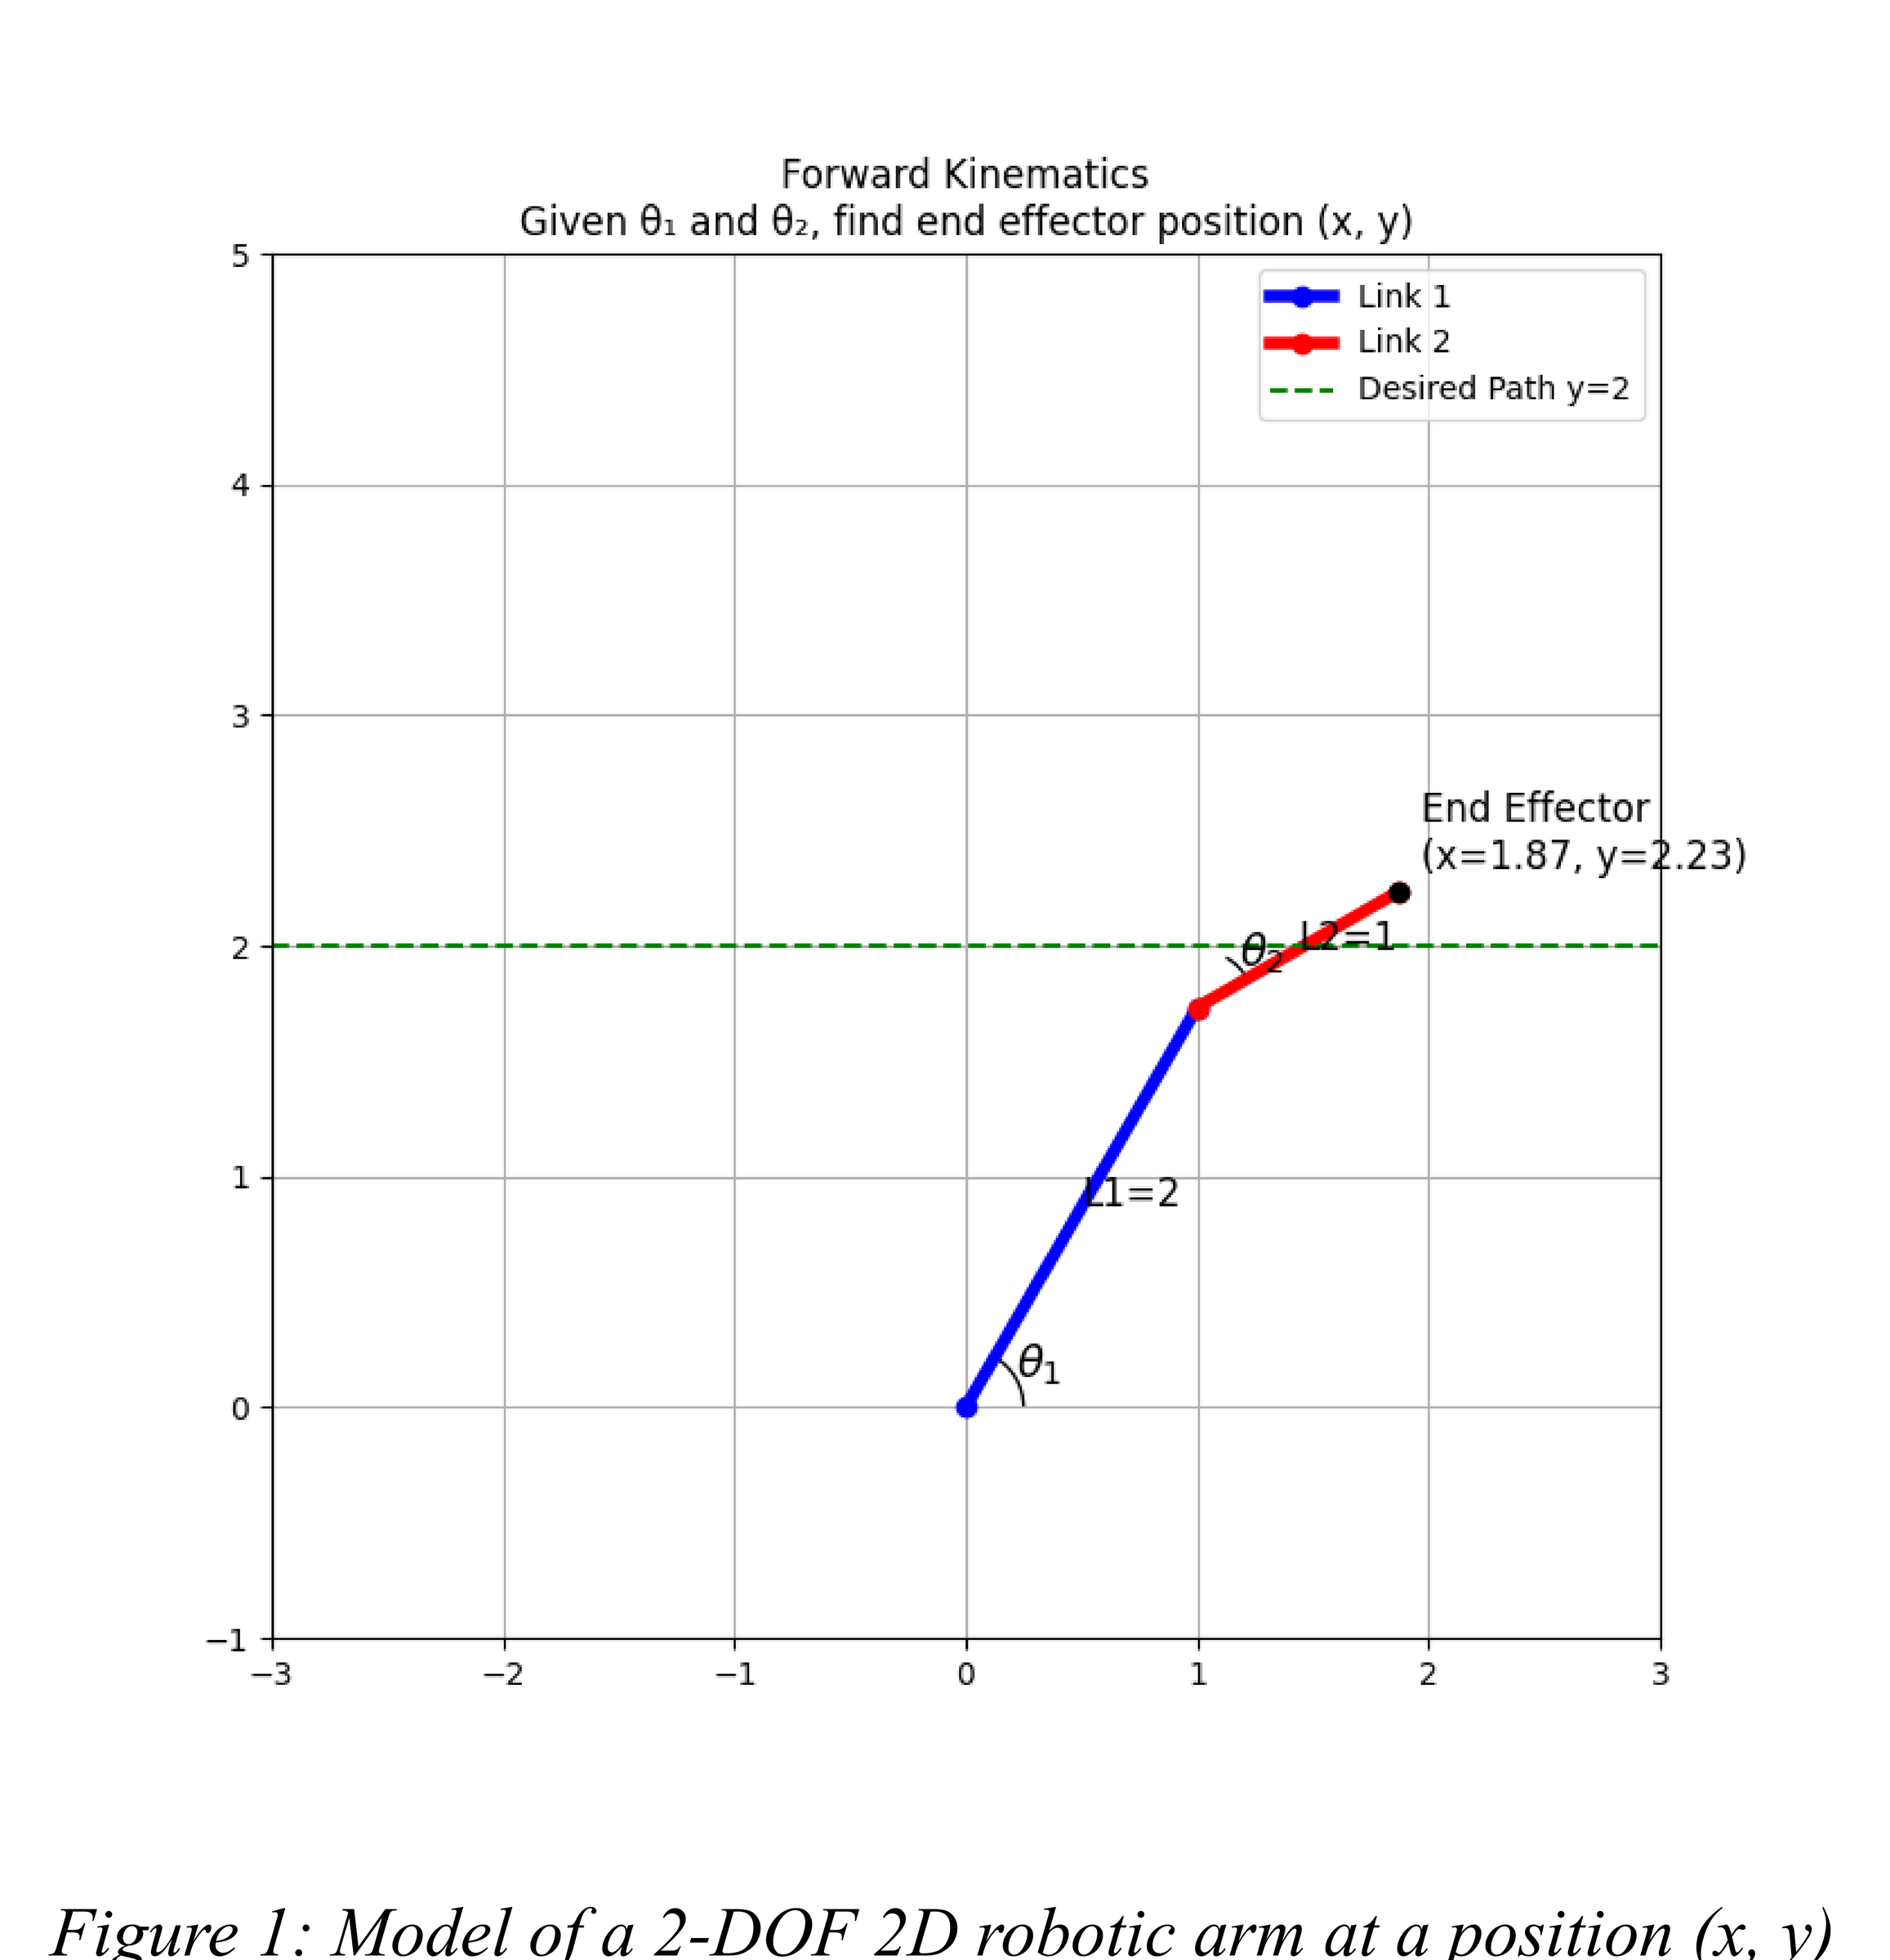 Forward Kinematics
Given θ₁ and θ₂, find end effector position (x, y)
5
Link 1
Link 2
Desired Path y=2
4
3
End Effector
(x=1.87, y=2.23)
2
θ₂
L2=1
1
L1=2
θ₁
0
−1
−3 −2 −1 0 1 2 3
Figure 1: Model of a 2-DOF 2D robotic arm at a position (x, y)